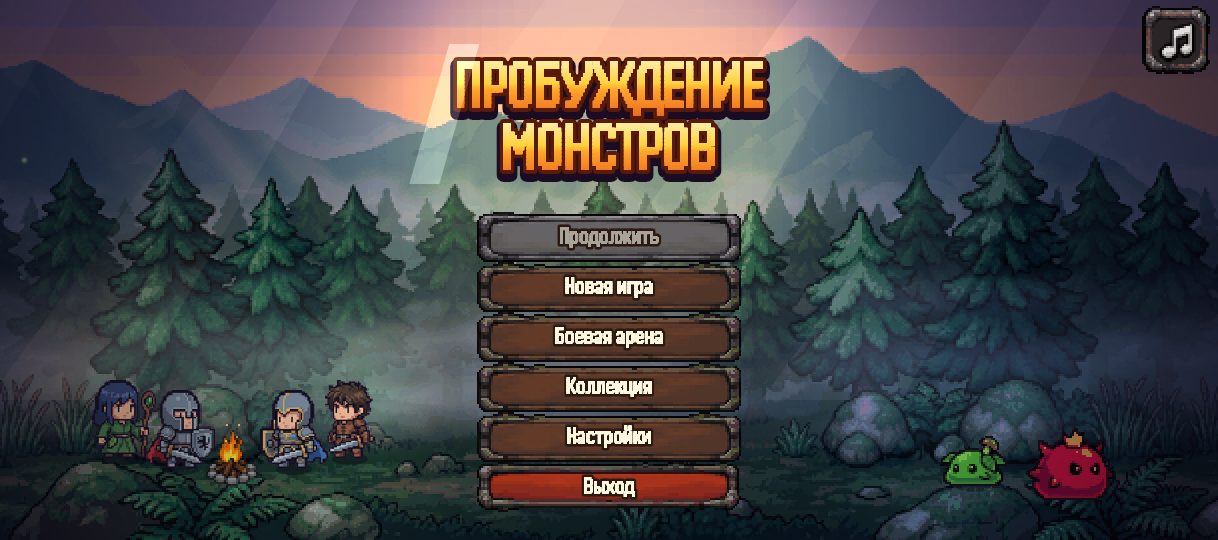 ПРОБУЖДЕНИЕ
МОНСТРОВ
Продолжить
Новая игра
Боевая арена
Коллекция
Настройки
Выход